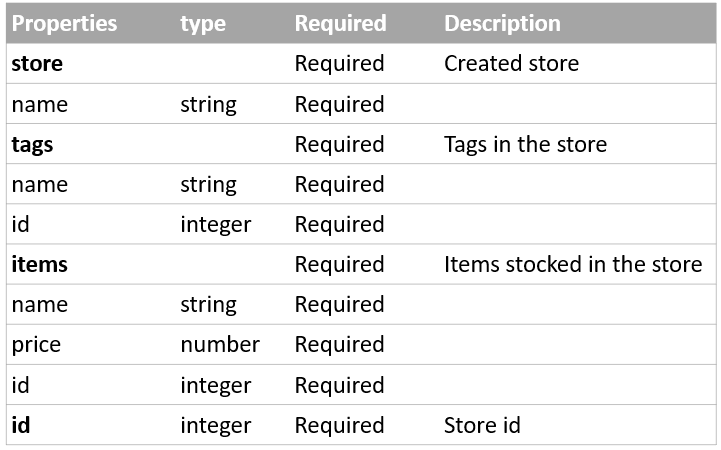 Properties type Required Description
store Required Created store
name string Required
tags Required Tags in the store
name string Required
id integer Required
items Required Items stocked in the store
name string Required
price number Required
id integer Required
id integer Required Store id